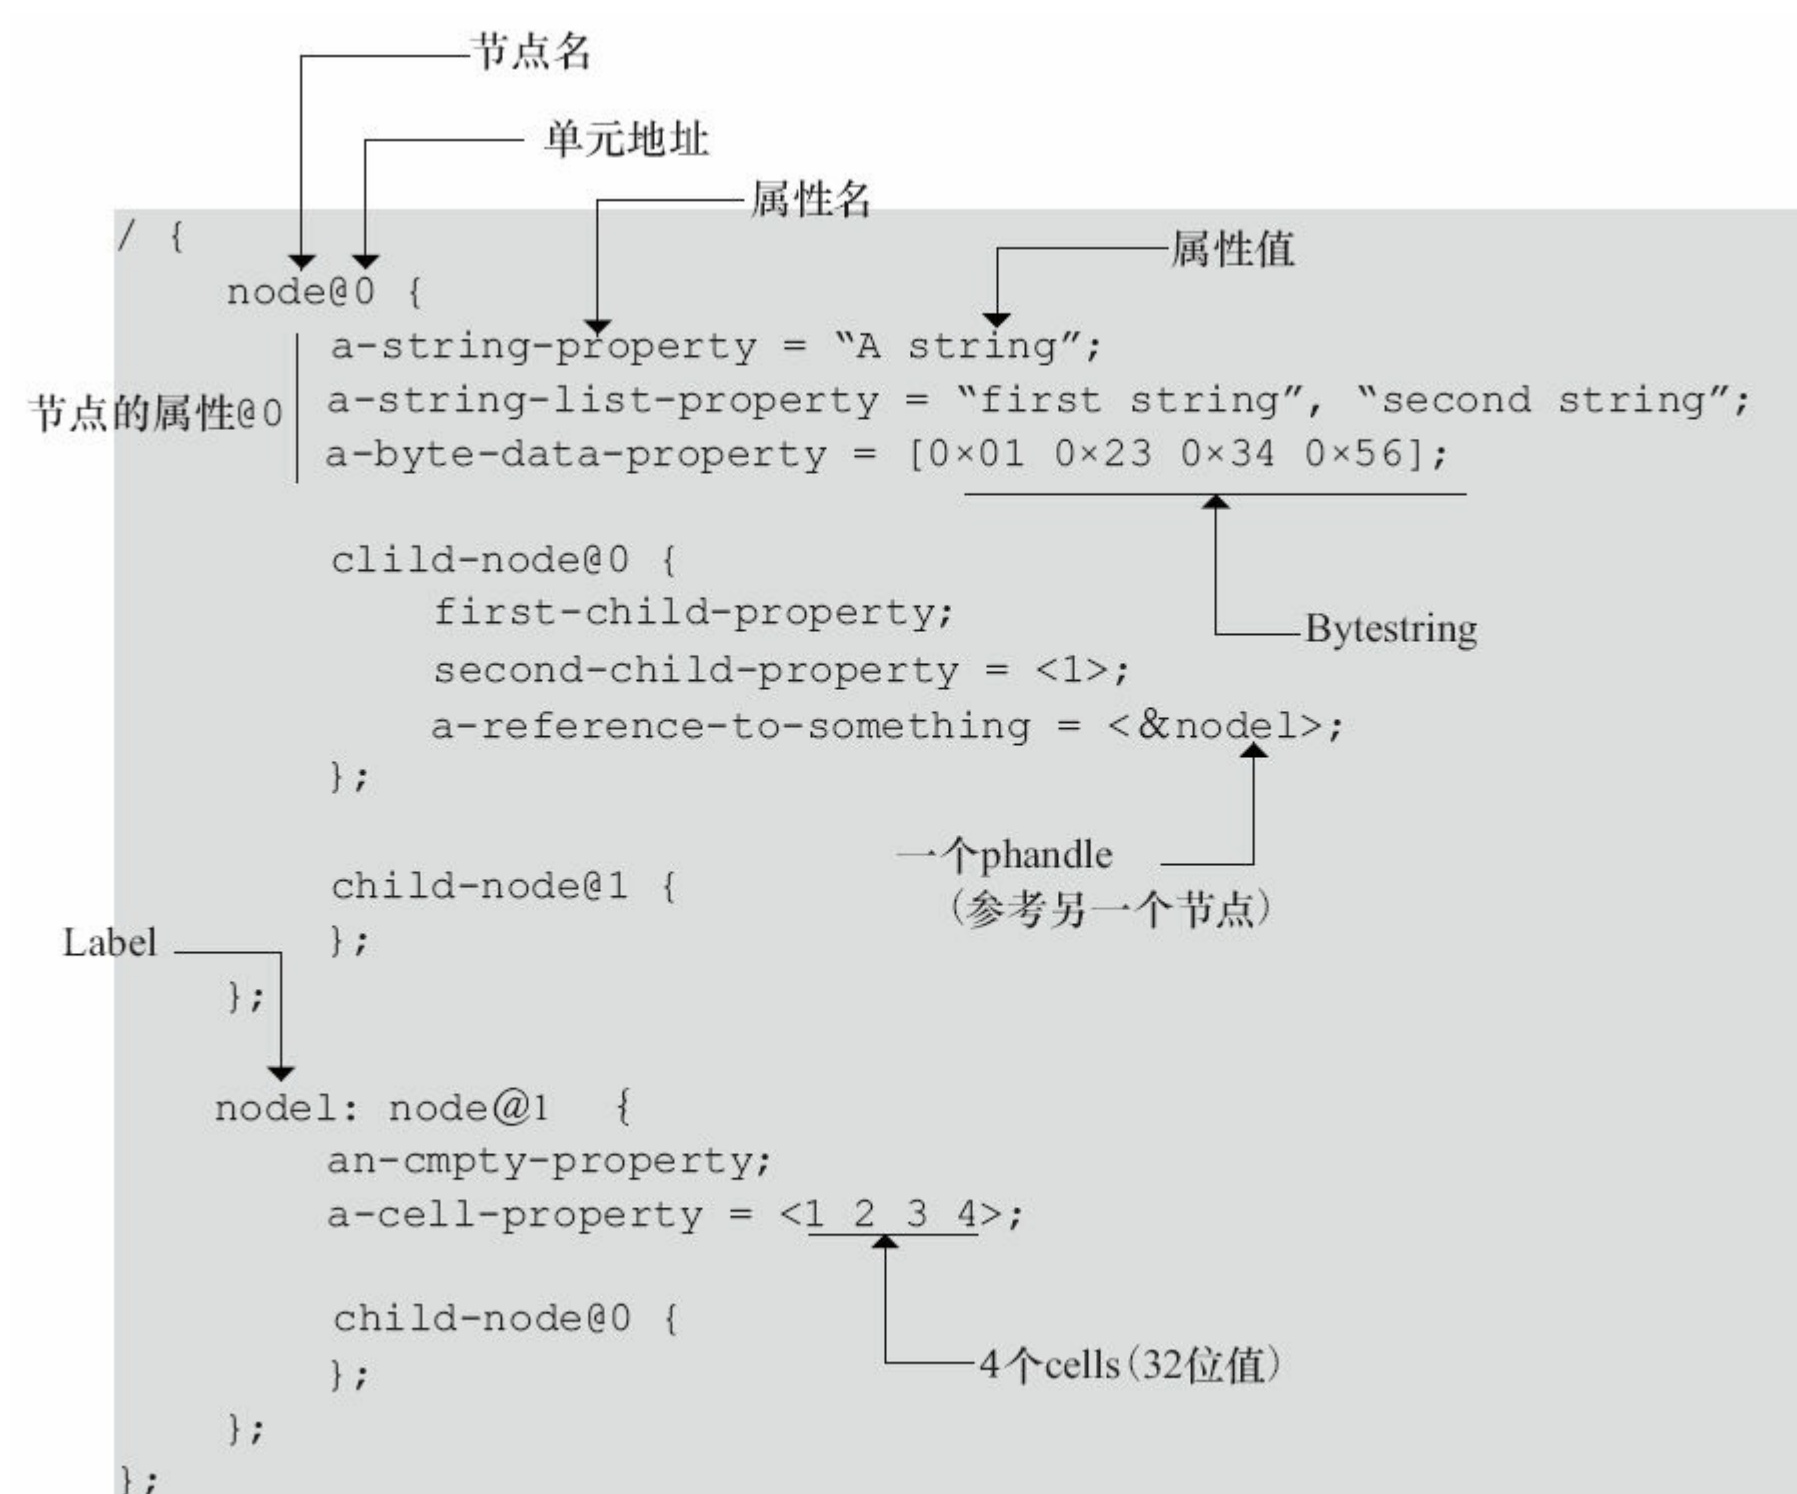 节点名
单元地址
属性名
/ {
属性值
node@0 {
a-string-property = “A string”;
节点的属性@0
a-string-list-property = “first string”, “second string”;
a-byte-data-property = [0×01 0×23 0×34 0×56];
clild-node@0 {
first-child-property;
Bytestring
second-child-property = <1>;
a-reference-to-something = <&nodel>;
};
一个phandle
(参考另一个节点)
child-node@1 {
Label
};
};
nodel: node@1 {
an-cmpty-property;
a-cell-property = <1 2 3 4>;
child-node@0 {
4个cells(32位值)
};
};
};